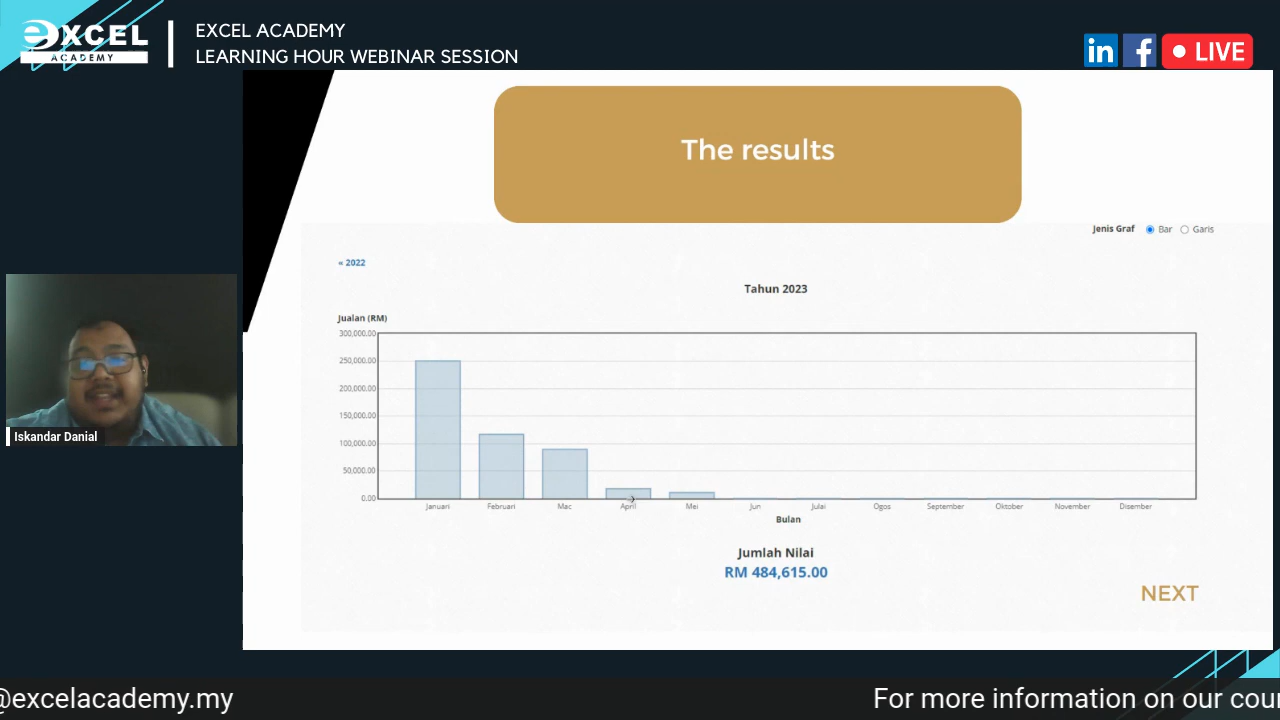 eXCEL
ACADEMY
EXCEL ACADEMY
LEARNING HOUR WEBINAR SESSION
in
f
LIVE
The results
Jenis Graf
Bar
Garis
« 2022
Tahun 2023
Jualan (RM)
300,000.00
250,000.00
200,000.00
150,000.00
100,000.00
50,000.00
0.00
Januari
Februari
Mac
April
Mei
Jun
Julai
Ogos
September
Oktober
November
Disember
Bulan
Jumlah Nilai
RM 484,615.00
NEXT
Iskandar Danial
@excelacademy.my
For more information on our cour